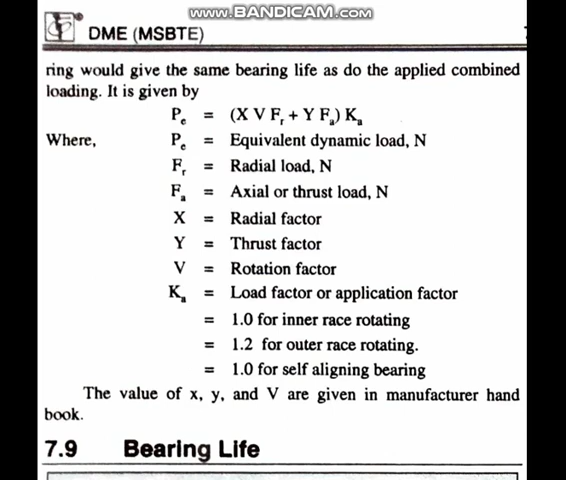 www.BANDICAM.com
DME (MSBTE)
ring would give the same bearing life as do the applied combined
loading. It is given by
Pe = (X V Fr + Y Fa) Ka
Where, Pe = Equivalent dynamic load, N
Fr = Radial load, N
Fa = Axial or thrust load, N
X = Radial factor
Y = Thrust factor
V = Rotation factor
Ka = Load factor or application factor
= 1.0 for inner race rotating
= 1.2 for outer race rotating.
= 1.0 for self aligning bearing
The value of x, y, and V are given in manufacturer hand
book.
7.9 Bearing Life